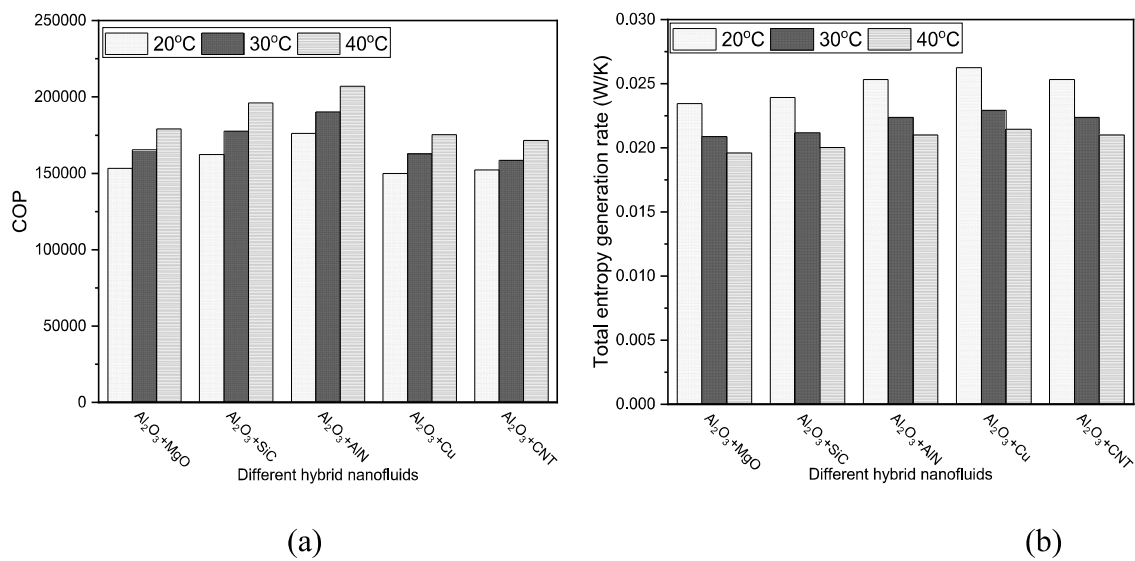 250000
200000
150000
100000
50000
0
COP
20°C 30°C 40°C
Al₂O₃+MgO
Al₂O₃+SiC
Al₂O₃+AlN
Al₂O₃+Cu
Al₂O₃+CNT
Different hybrid nanofluids
(a)
0.030
0.025
0.020
0.015
0.010
0.005
0.000
Total entropy generation rate (W/K)
20°C 30°C 40°C
Al₂O₃+MgO
Al₂O₃+SiC
Al₂O₃+AlN
Al₂O₃+Cu
Al₂O₃+CNT
Different hybrid nanofluids
(b)